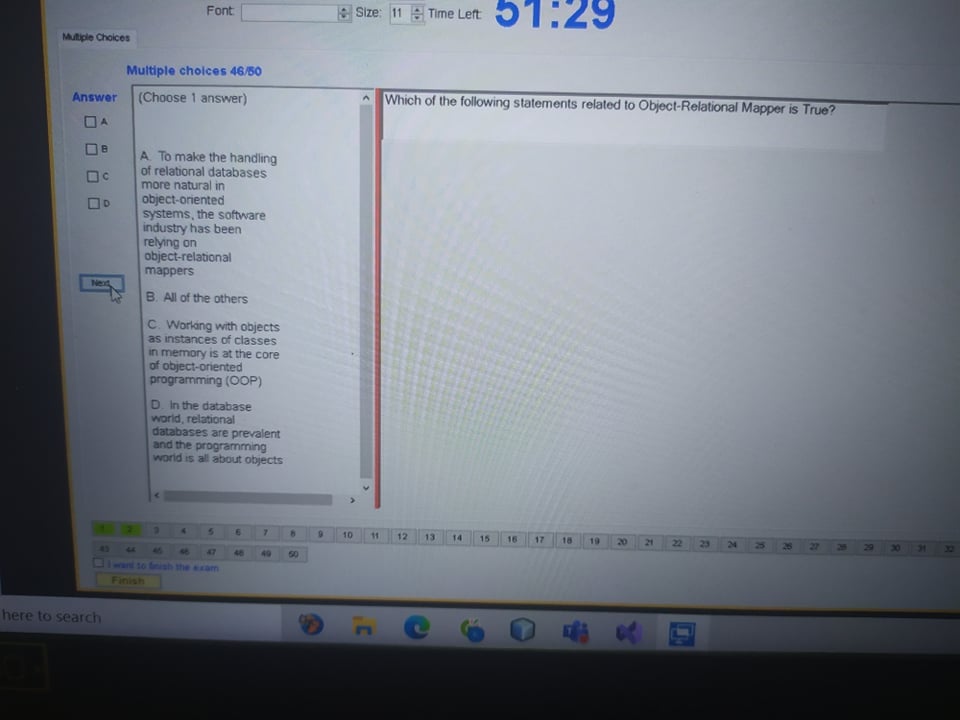 Font: Size: 11 Time Left: 51:29
Multiple Choices
Multiple choices 46/50
Answer
A
B
C
D
Next
(Choose 1 answer)
A. To make the handling
of relational databases
more natural in
object-oriented
systems, the software
industry has been
relying on
object-relational
mappers
B. All of the others
C. Working with objects
as instances of classes
in memory is at the core
of object-oriented
programming (OOP)
D. In the database
world, relational
databases are prevalent
and the programming
world is all about objects
Which of the following statements related to Object-Relational Mapper is True?
1 2 3 4 5 6 7 8 9 10 11 12 13 14 15 16 17 18 19 20 21 22 23 24 25 26 27 28 29 30 31 32
43 44 45 46 47 48 49 50
I want to finish the exam
Finish
here to search